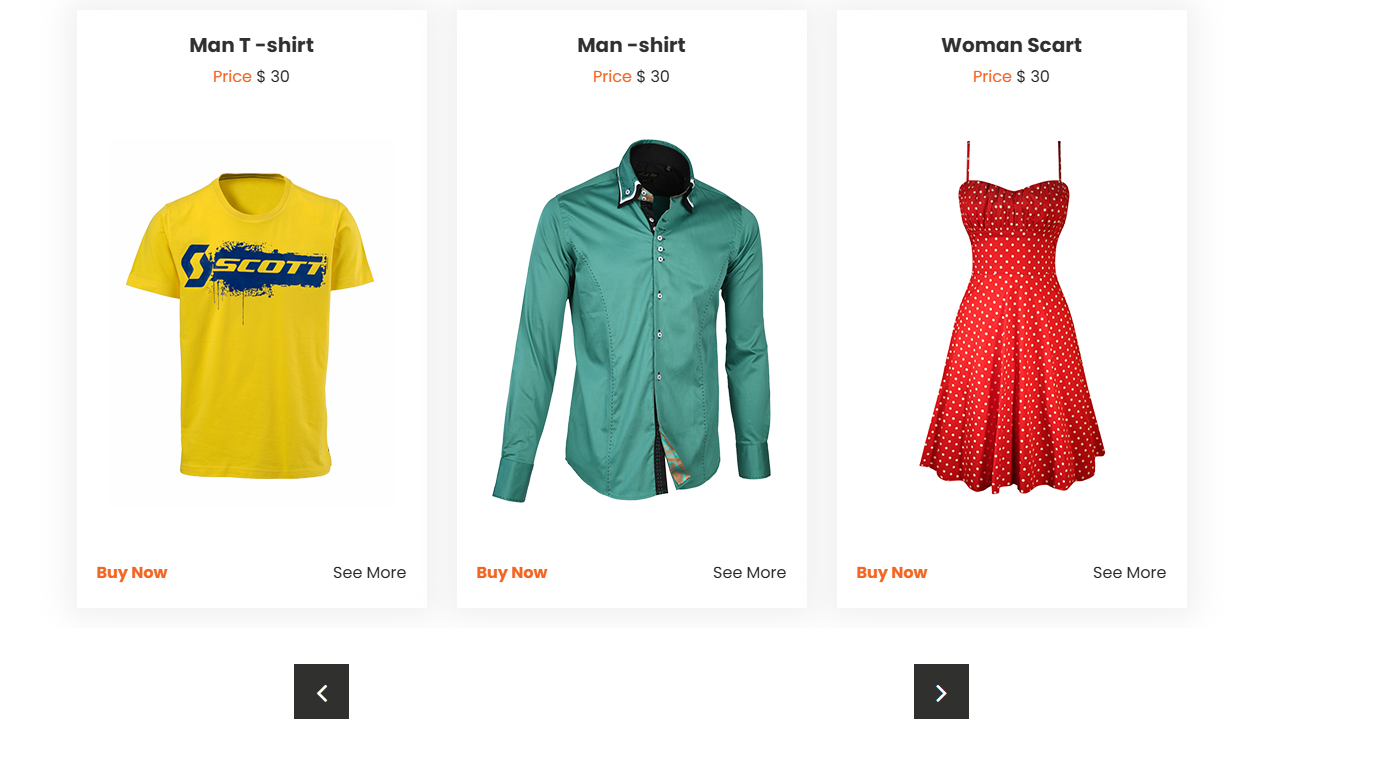 Man T -shirt
Price $ 30
SCOTT
Buy Now
See More
Man -shirt
Price $ 30
Buy Now
See More
Woman Scart
Price $ 30
Buy Now
See More